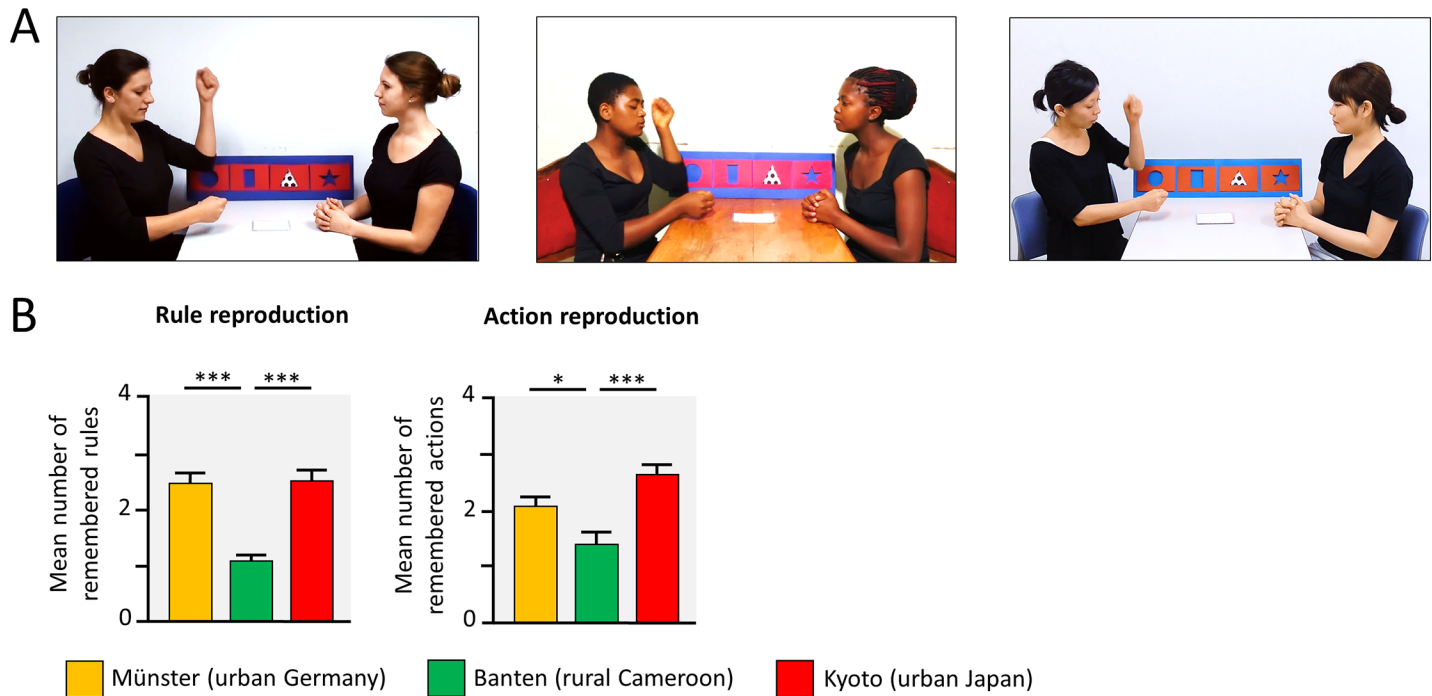 A
B
Rule reproduction
Action reproduction
*** ***
* ***
Mean number of
remembered rules
4
2
0
Mean number of
remembered actions
4
2
0
Münster (urban Germany)
Banten (rural Cameroon)
Kyoto (urban Japan)